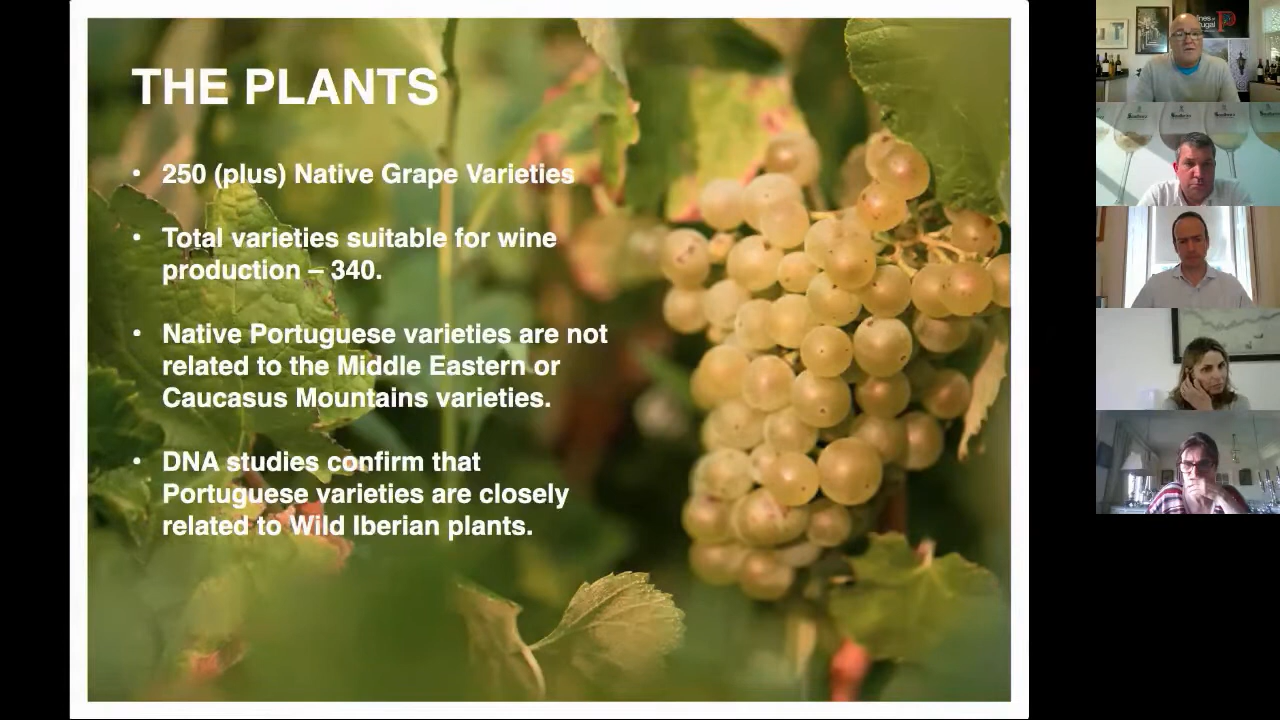 THE PLANTS
• 250 (plus) Native Grape Varieties
• Total varieties suitable for wine
production – 340.
• Native Portuguese varieties are not
related to the Middle Eastern or
Caucasus Mountains varieties.
• DNA studies confirm that
Portuguese varieties are closely
related to Wild Iberian plants.